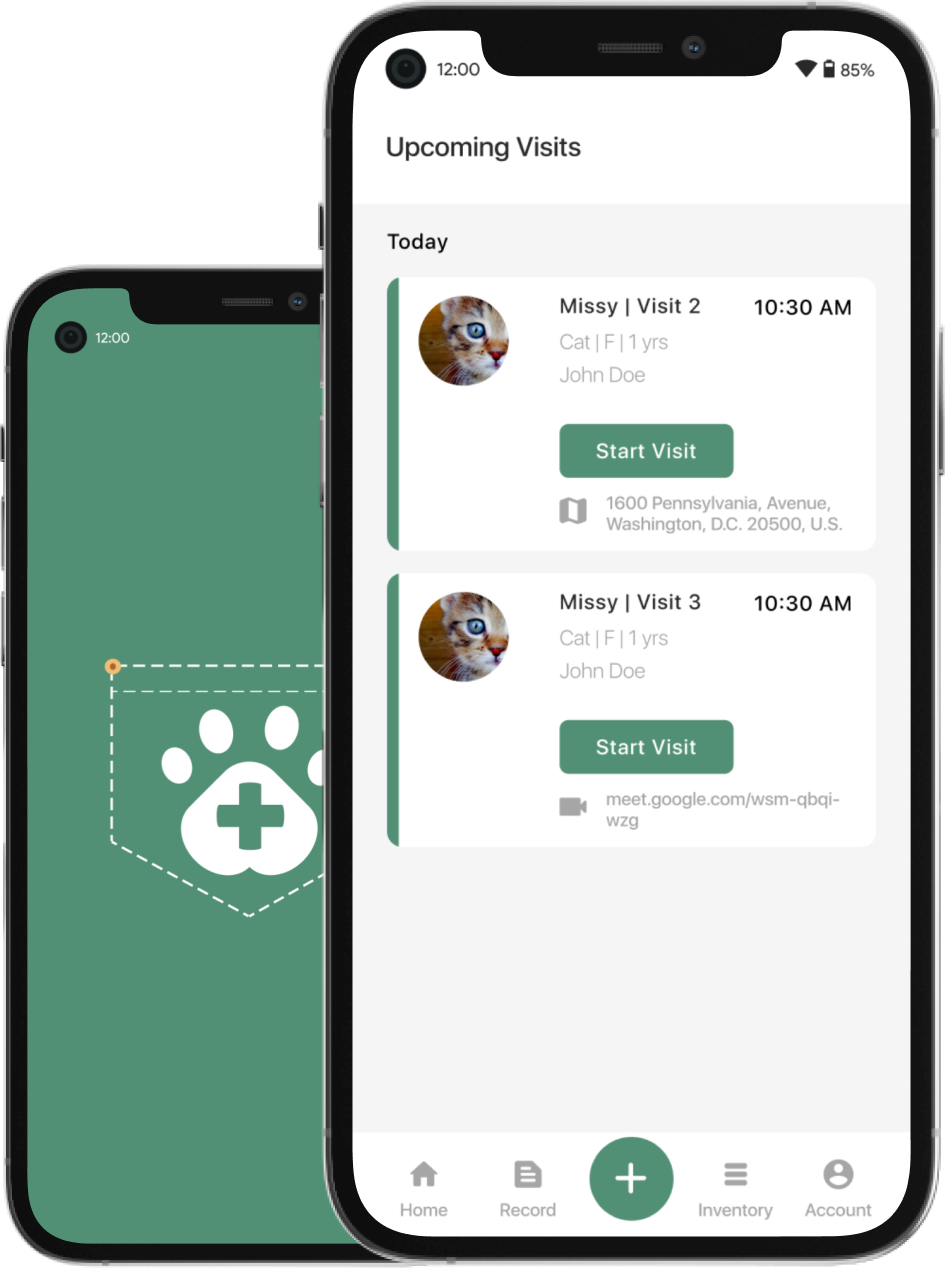 12:00
85%
Upcoming Visits
Today
Missy | Visit 2
10:30 AM
Cat | F | 1 yrs
John Doe
Start Visit
1600 Pennsylvania, Avenue,
Washington, D.C. 20500, U.S.
Missy | Visit 3
10:30 AM
Cat | F | 1 yrs
John Doe
Start Visit
meet.google.com/wsm-qbqi-
wzg
Home
Record
Inventory
Account
12:00